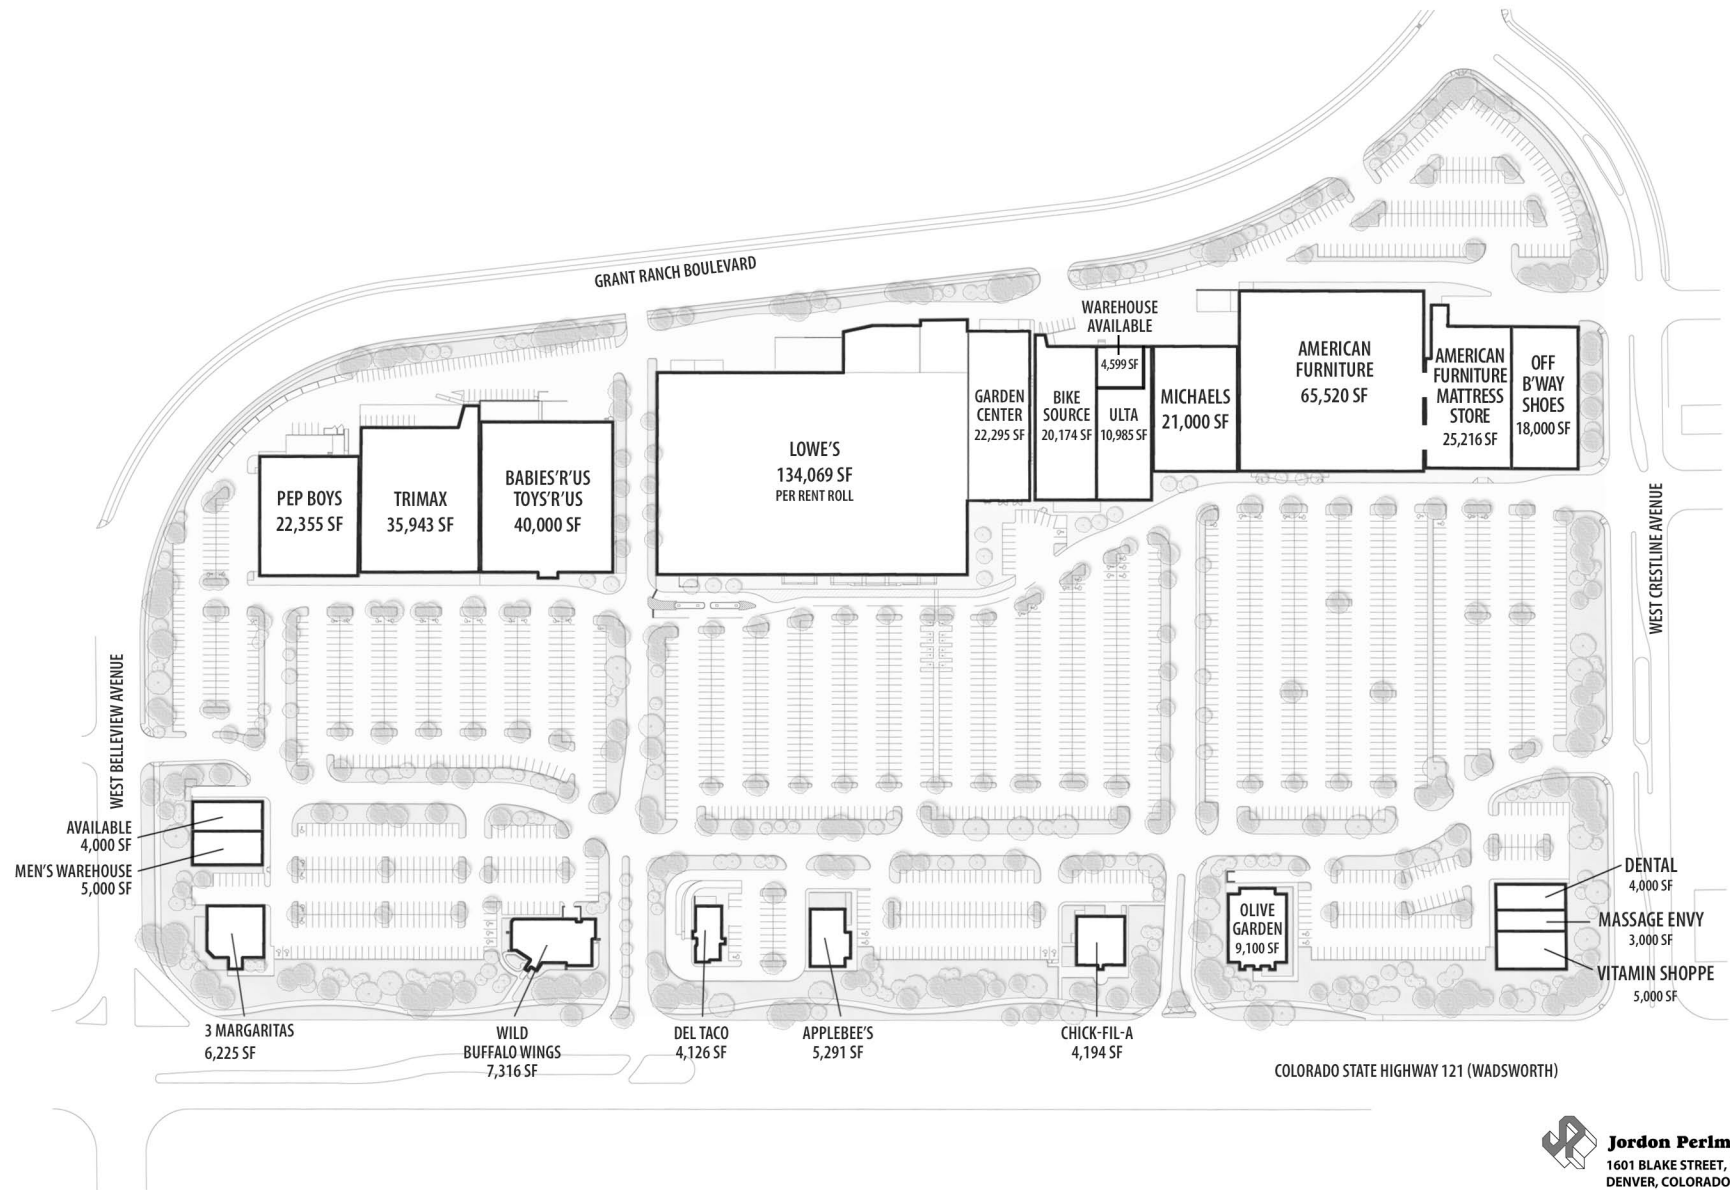 GRANT RANCH BOULEVARD
WAREHOUSE
AVAILABLE
4,599 SF
PEP BOYS
22,355 SF
TRIMAX
35,943 SF
BABIES'R'US
TOYS'R'US
40,000 SF
LOWE'S
134,069 SF
PER RENT ROLL
GARDEN
CENTER
22,295 SF
BIKE
SOURCE
20,174 SF
ULTA
10,985 SF
MICHAELS
21,000 SF
AMERICAN
FURNITURE
65,520 SF
AMERICAN
FURNITURE
MATTRESS
STORE
25,216 SF
OFF
B'WAY
SHOES
18,000 SF
WEST BELLEVIEW AVENUE
WEST CRESTLINE AVENUE
AVAILABLE
4,000 SF
MEN'S WAREHOUSE
5,000 SF
3 MARGARITAS
6,225 SF
WILD
BUFFALO WINGS
7,316 SF
DEL TACO
4,126 SF
APPLEBEE'S
5,291 SF
CHICK-FIL-A
4,194 SF
OLIVE
GARDEN
9,100 SF
DENTAL
4,000 SF
MASSAGE ENVY
3,000 SF
VITAMIN SHOPPE
5,000 SF
COLORADO STATE HIGHWAY 121 (WADSWORTH)
Jordon Perlm
1601 BLAKE STREET,
DENVER, COLORADO